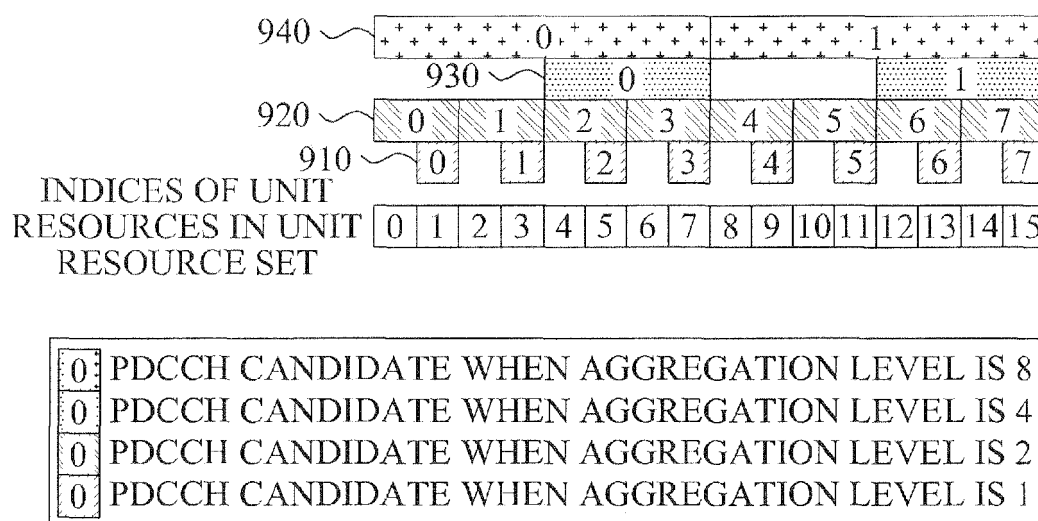 940 0 1
930 0 1
920 0 1 2 3 4 5 6 7
910 0 1 2 3 4 5 6 7
INDICES OF UNIT
RESOURCES IN UNIT
RESOURCE SET
0 1 2 3 4 5 6 7 8 9 10 11 12 13 14 15
0 PDCCH CANDIDATE WHEN AGGREGATION LEVEL IS 8
0 PDCCH CANDIDATE WHEN AGGREGATION LEVEL IS 4
0 PDCCH CANDIDATE WHEN AGGREGATION LEVEL IS 2
0 PDCCH CANDIDATE WHEN AGGREGATION LEVEL IS 1